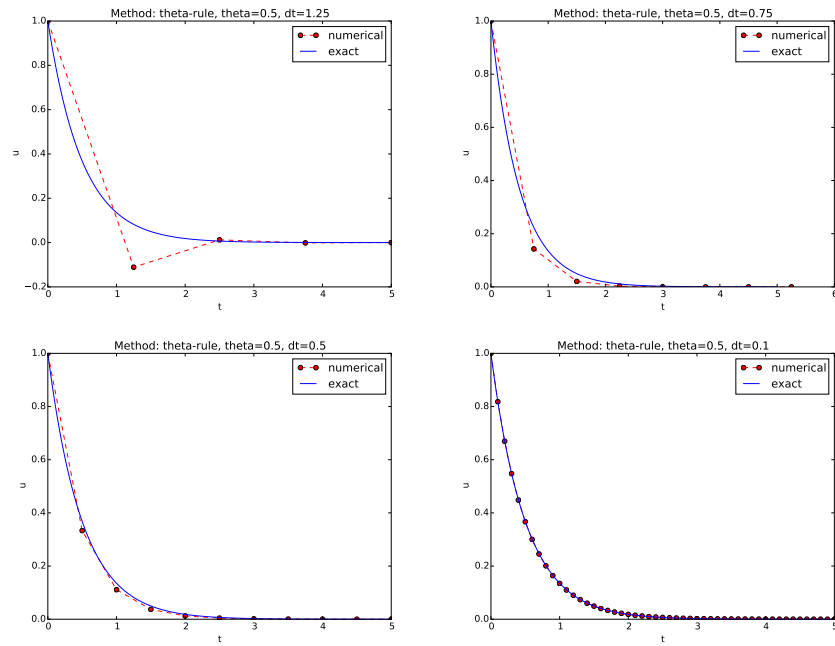 Method: theta-rule, theta=0.5, dt=1.25
1.0
0.8
0.6
0.4
0.2
0.0
−0.2
0 1 2 3 4 5
t
u
numerical
exact
Method: theta-rule, theta=0.5, dt=0.75
1.0
0.8
0.6
0.4
0.2
0.0
0 1 2 3 4 5 6
t
u
numerical
exact
Method: theta-rule, theta=0.5, dt=0.5
1.0
0.8
0.6
0.4
0.2
0.0
0 1 2 3 4 5
t
u
numerical
exact
Method: theta-rule, theta=0.5, dt=0.1
1.0
0.8
0.6
0.4
0.2
0.0
0 1 2 3 4 5
t
u
numerical
exact